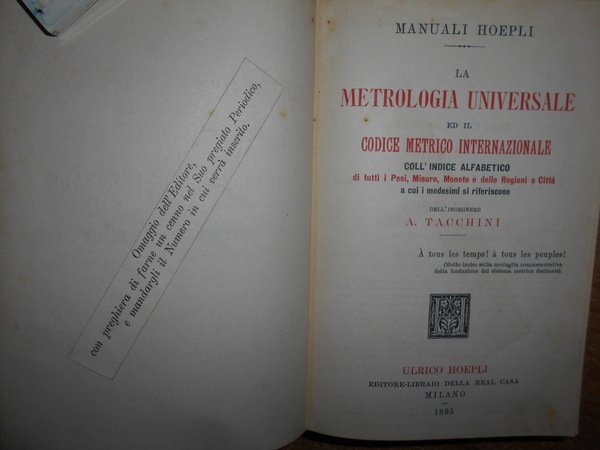 Omaggio dell'Editore,
con preghiera di farne un cenno nel Suo pregiato Periodico,
e mandargli il Numero in cui verrà inserito.
MANUALI HOEPLI
LA
METROLOGIA UNIVERSALE
ED IL
CODICE METRICO INTERNAZIONALE
COLL' INDICE ALFABETICO
di tutti i Pesi, Misure, Monete e delle Regioni o Città
a cui i medesimi si riferiscono
DELL'INGEGNERE
A. TACCHINI
À tous les temps! à tous les peuples!
(Motto inciso sulla medaglia commemorativa
della fondazione del sistema metrico decimale).
ULRICO HOEPLI
EDITORE-LIBRAIO DELLA REAL CASA
MILANO
1895